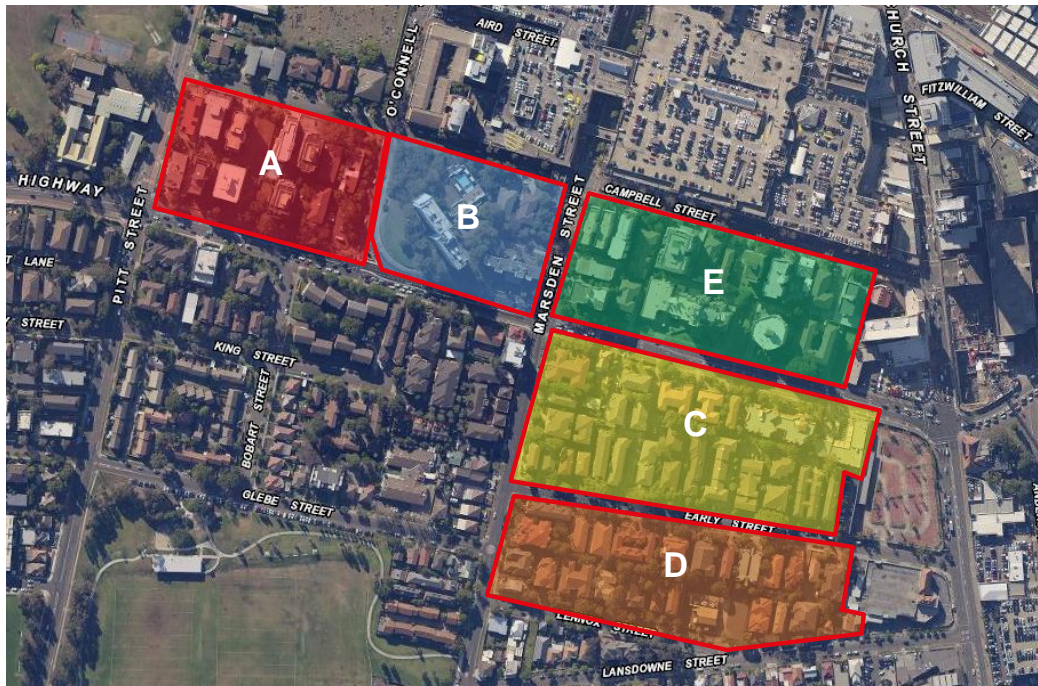 AIRD STREET
O'CONNELL
CHURCH STREET
FITZWILLIAM STREET
A
HIGHWAY
B
CAMPBELL STREET
MARSDEN STREET
E
PITT STREET
LANE
STREET
KING STREET
BOBART STREET
C
GLEBE STREET
EARLY STREET
D
LENNOX STREET
LANSDOWNE STREET